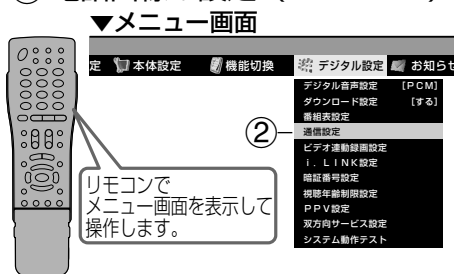 ▼メニュー画面
定 本体設定 機能切換 デジタル設定 お知らせ
デジタル音声設定 [PCM]
ダウンロード設定 [する]
番組表設定
② 通信設定
ビデオ連動録画設定
i.LINK設定
暗証番号設定
視聴年齢制限設定
PPV設定
双方向サービス設定
システム動作テスト
リモコンで
メニュー画面を表示して
操作します。